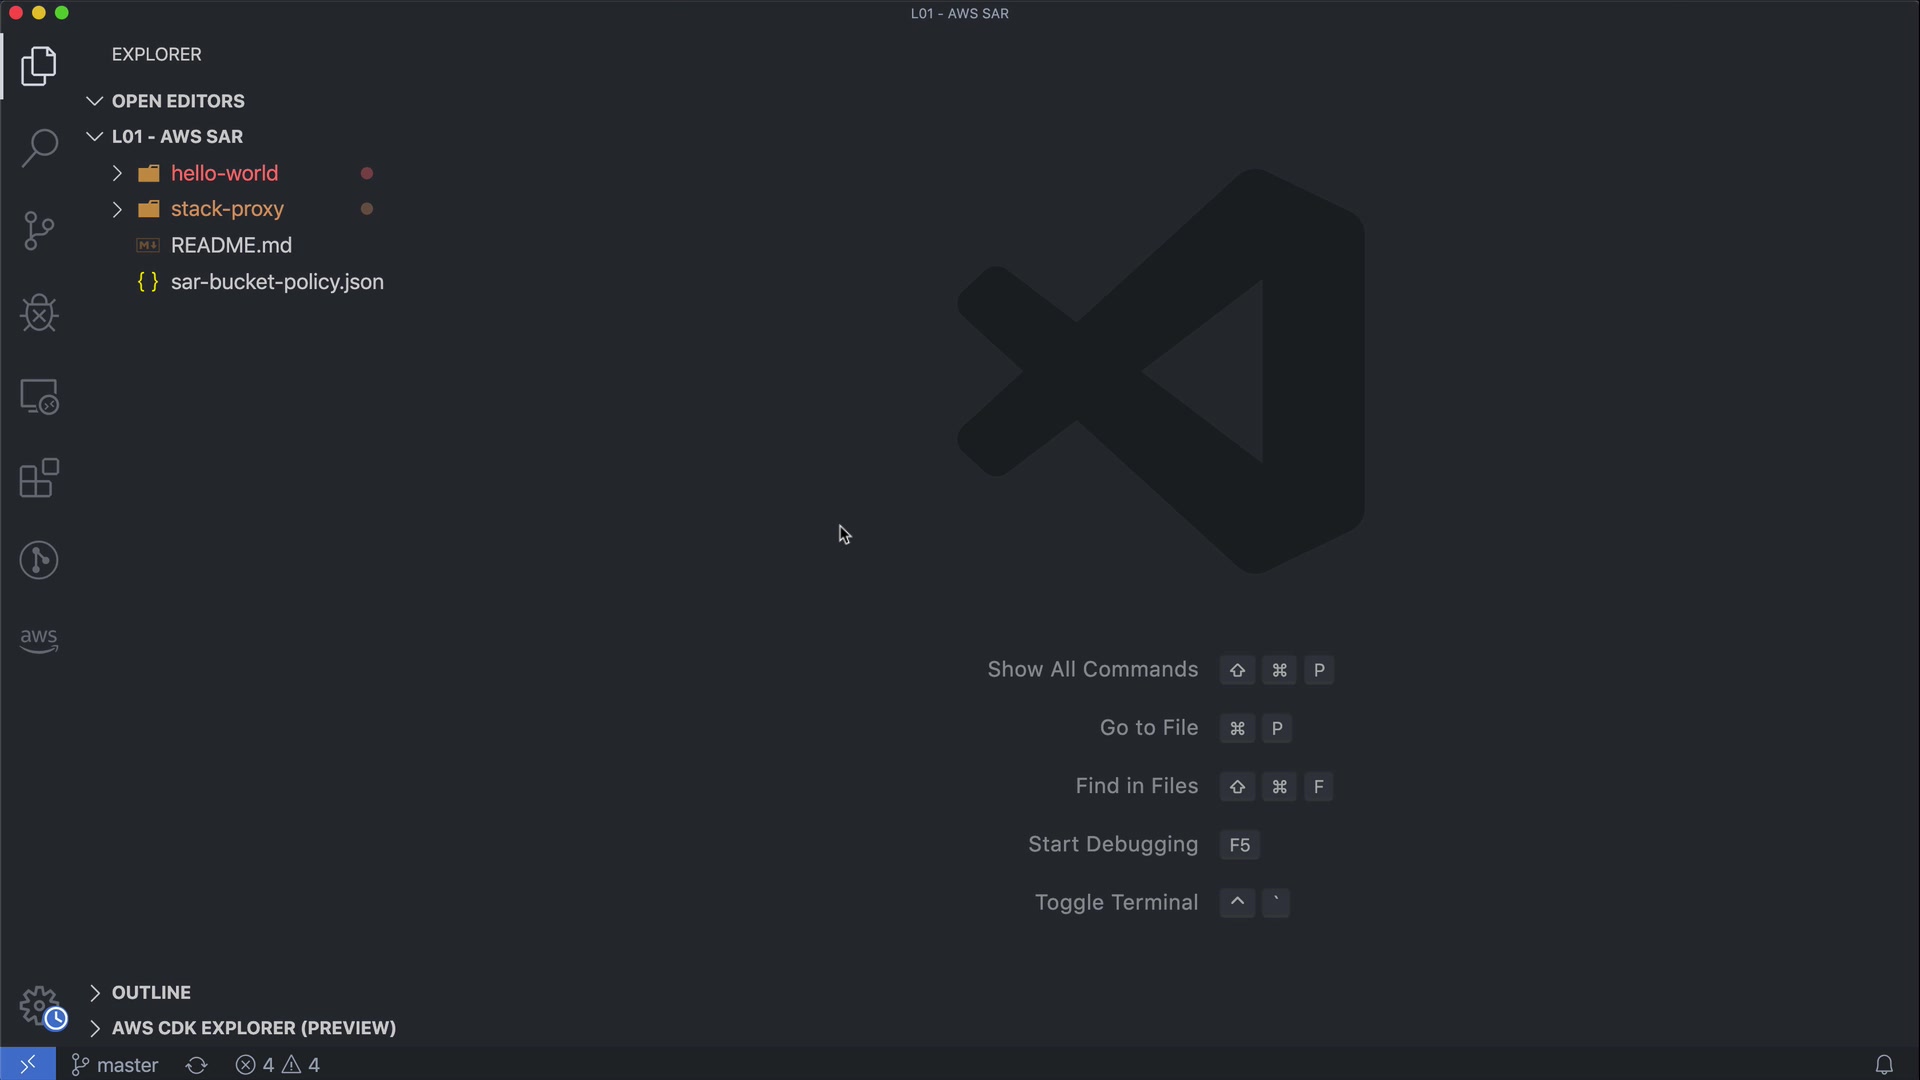 L01 - AWS SAR
EXPLORER
OPEN EDITORS
L01 - AWS SAR
hello-world
stack-proxy
README.md
{ } sar-bucket-policy.json
aws
Show All Commands ⇧ ⌘ P
Go to File ⌘ P
Find in Files ⇧ ⌘ F
Start Debugging F5
Toggle Terminal ^ `
OUTLINE
AWS CDK EXPLORER (PREVIEW)
master 4 4